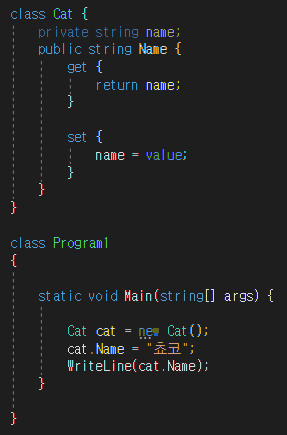 class Cat {
private string name;
public string Name {
get {
return name;
}
set {
name = value;
}
}
}
class Program1
{
static void Main(string[] args) {
Cat cat = new Cat();
cat.Name = "쵸코";
WriteLine(cat.Name);
}
}